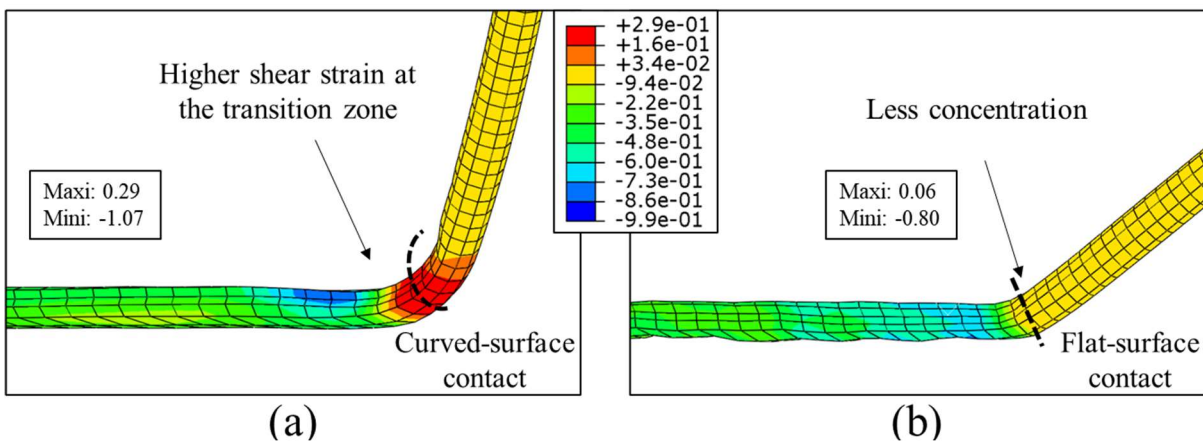 Higher shear strain at
the transition zone
Maxi: 0.29
Mini: -1.07
Curved-surface
contact
(a)
+2.9e-01
+1.6e-01
+3.4e-02
-9.4e-02
-2.2e-01
-3.5e-01
-4.8e-01
-6.0e-01
-7.3e-01
-8.6e-01
-9.9e-01
Less concentration
Maxi: 0.06
Mini: -0.80
Flat-surface
contact
(b)